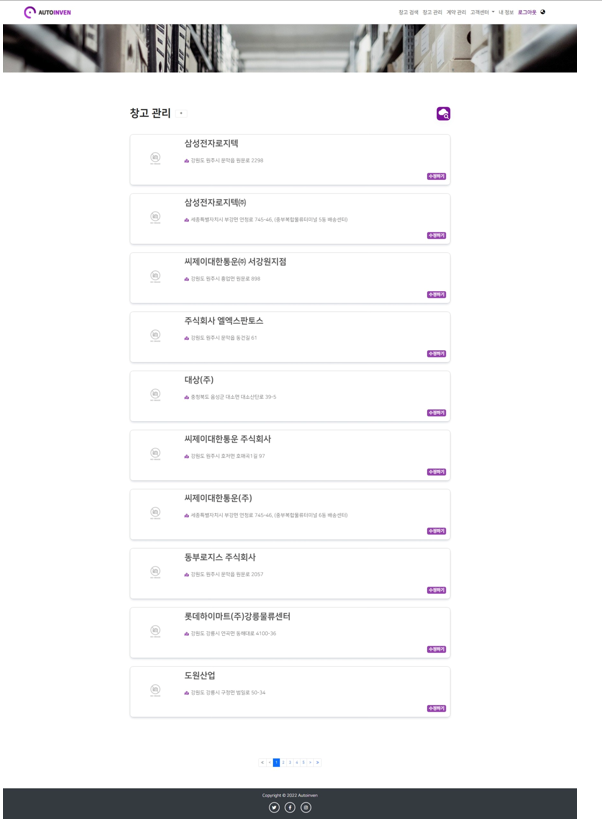 AUTOINVEN
창고 검색 창고 관리 계약 관리 고객센터 내 정보 로그아웃
창고 관리
삼성전자로지텍
강원도 원주시 문막읍 원문로 2296
수정하기
삼성전자로지텍㈜
세종특별자치시 부강면 연청로 745-46, (중부복합물류터미널 5동 배송센터)
수정하기
씨제이대한통운㈜ 서강원지점
강원도 원주시 흥업면 원문로 898
수정하기
주식회사 엘엑스판토스
강원도 원주시 문막읍 동건길 61
수정하기
대상(주)
충청북도 음성군 대소면 대소산단로 39-5
수정하기
씨제이대한통운 주식회사
강원도 원주시 호저면 호매곡1길 97
수정하기
씨제이대한통운(주)
세종특별자치시 부강면 연청로 745-46, (중부복합물류터미널 6동 배송센터)
수정하기
동부로지스 주식회사
강원도 원주시 문막읍 원문로 2057
수정하기
롯데하이마트(주)강릉물류센터
강원도 강릉시 연곡면 동해대로 4100-36
수정하기
도원산업
강원도 강릉시 구정면 범일로 50-34
수정하기
« < 1 2 3 4 5 > »
Copyright © 2022 Autoinven